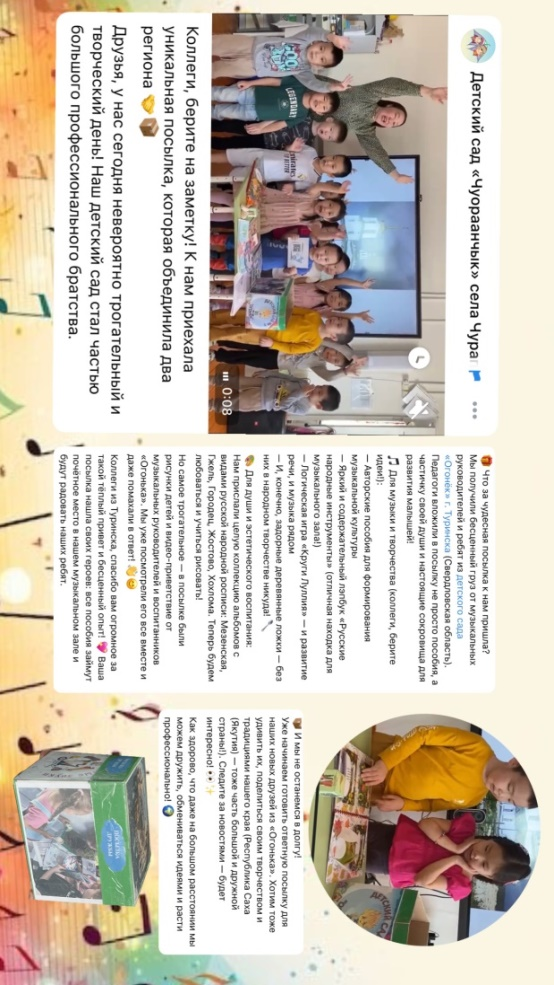 Детский сад «Чуораанчык» села Чура
0:08
Коллеги, берите на заметку! К нам приехала
уникальная посылка, которая объединила два
региона 🤝📦
Друзья, у нас сегодня невероятно трогательный и
творческий день! Наш детский сад стал частью
большого профессионального братства.
🎁 Что за чудесная посылка к нам пришла?
Мы получили бесценный груз от музыкальных
руководителей и ребят из детского сада
«Огонёк» г. Туринска (Свердловская область).
Педагоги вложили в посылку не просто пособия, а
частичку своей души и настоящие сокровища для
развития малышей!
🎵 Для музыки и творчества (коллеги, берите
идеи!):
— Авторские пособия для формирования
музыкальной культуры
— Яркий и содержательный лэпбук «Русские
народные инструменты» (отличная находка для
музыкального зала!)
— Логическая игра «Круги Луллия» — и развитие
речи, и музыка рядом
— И, конечно, задорные деревянные ложки — без
них в народном творчестве никуда! 🥄
🎨 Для души и эстетического воспитания:
Нам прислали целую коллекцию альбомов с
видами русской народной росписи: Мезенская,
Гжель, Городец, Жостово, Хохлома. Теперь будем
любоваться и учиться рисовать!
Но самое трогательное — в посылке были
рисунки детей и видео-приветствие от
музыкальных руководителей и воспитанников
«Огонька». Мы уже посмотрели его все вместе и
даже помахали в ответ 👋😊
Коллеги из Туринска, спасибо вам огромное за
такой тёплый привет и бесценный опыт! 💖 Ваша
посылка нашла своих героев: все пособия займут
почётное место в нашем музыкальном зале и
будут радовать наших ребят.
📦 И мы не останемся в долгу!
Уже начинаем готовить ответную посылку для
наших новых друзей из «Огонька». Хотим тоже
удивить их, поделиться своим творчеством и
традициями нашего края (Республика Саха
(Якутия) — тоже часть большой и дружной
страны!). Следите за новостями — будет
интересно! 👀✨
Как здорово, что даже на большом расстоянии мы
можем дружить, обмениваться идеями и расти
профессионально! 🌍
ДЕТСКИЙ САД
ПОСЫЛКА
ДРУЖБЫ